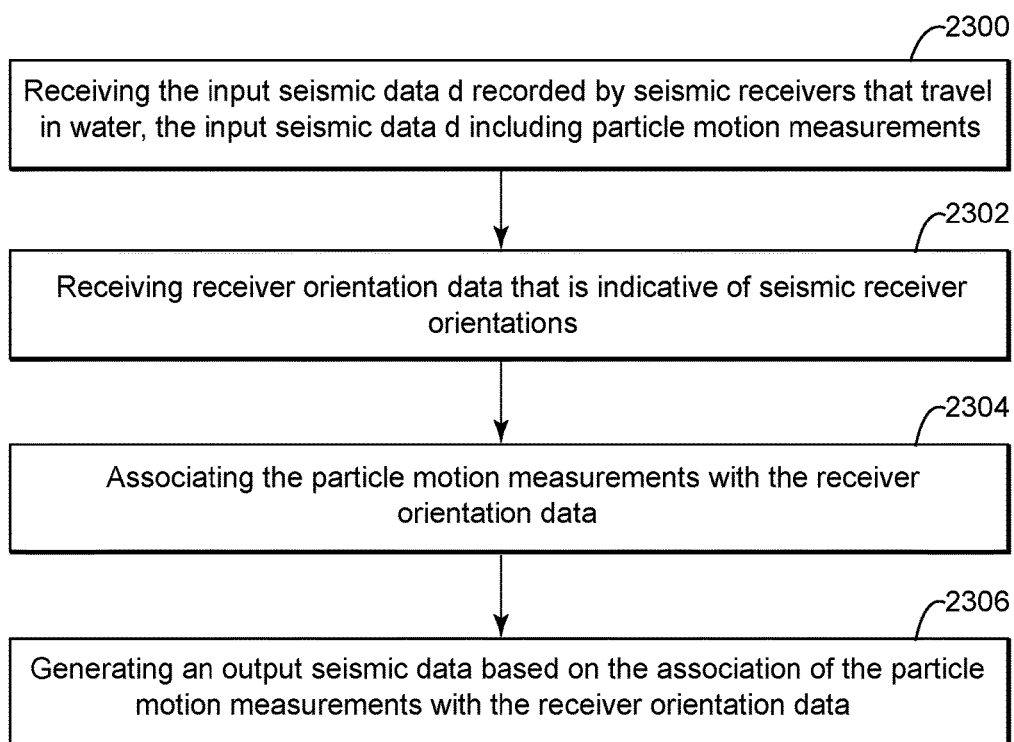 2300
Receiving the input seismic data d recorded by seismic receivers that travel
in water, the input seismic data d including particle motion measurements
2302
Receiving receiver orientation data that is indicative of seismic receiver
orientations
2304
Associating the particle motion measurements with the receiver
orientation data
2306
Generating an output seismic data based on the association of the particle
motion measurements with the receiver orientation data